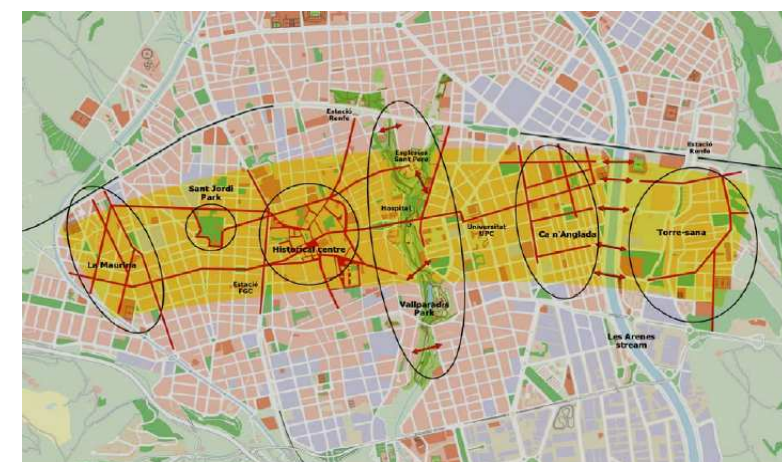 Estació
Renfe
Estació
Renfe
Esglésies
Sant Pere
Sant Jordi
Park
Hospital
Universitat
UPC
Ca n'Anglada
Torre-sana
Historical centre
La Maurina
Estació
FGC
Vallparadís
Park
Les Arenes
stream